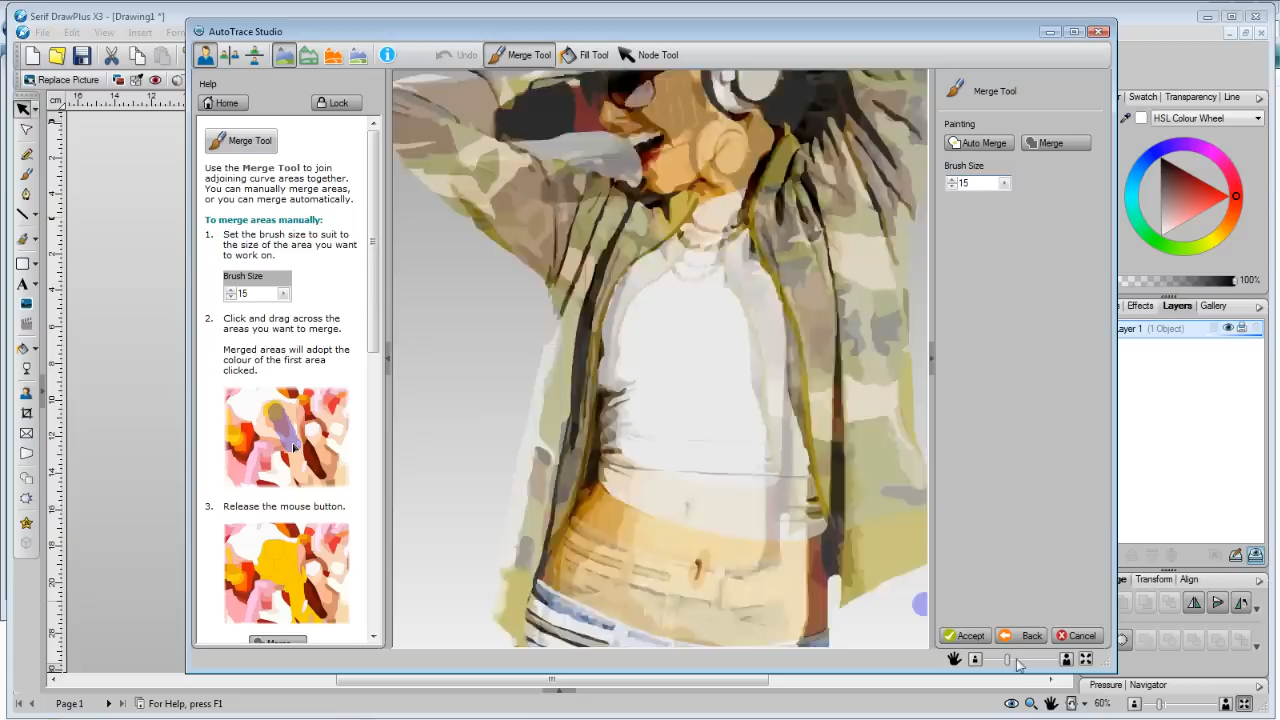 Serif DrawPlus X3 - [Drawing1 *]
File Edit View
Replace Picture
cm
16 14 12
AutoTrace Studio
Undo Merge Tool Fill Tool Node Tool
Help
Home Lock
Merge Tool
Use the Merge Tool to join
adjoining curve areas together.
You can manually merge areas,
or you can merge automatically.
To merge areas manually:
1. Set the brush size to suit to
the size of the area you want
to work on.
Brush Size
15
2. Click and drag across the
areas you want to merge.
Merged areas will adopt the
colour of the first area
clicked.
3. Release the mouse button.
Merge Tool
Painting
Auto Merge Merge
Brush Size
15
Accept Back Cancel
Swatch Transparency Line
HSL Colour Wheel
100%
Effects Layers Gallery
ayer 1 (1 Object)
Transform Align
Pressure Navigator
Page 1 For Help, press F1
60%